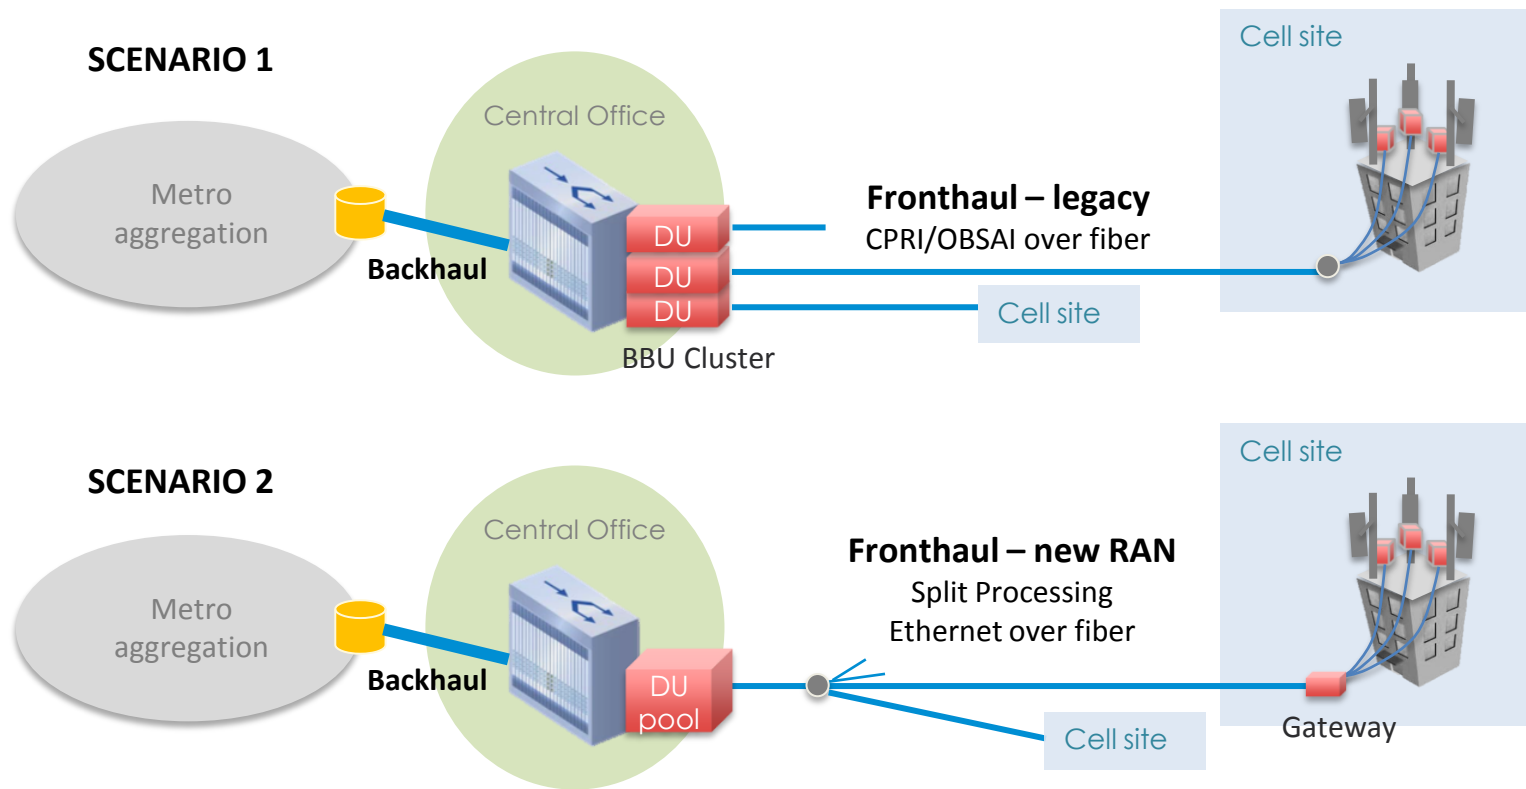 SCENARIO 1
Cell site
Central Office
Metro
aggregation
Backhaul
DU
DU
DU
BBU Cluster
Fronthaul – legacy
CPRI/OBSAI over fiber
Cell site
SCENARIO 2
Cell site
Central Office
Metro
aggregation
Backhaul
DU
pool
Fronthaul – new RAN
Split Processing
Ethernet over fiber
Cell site
Gateway